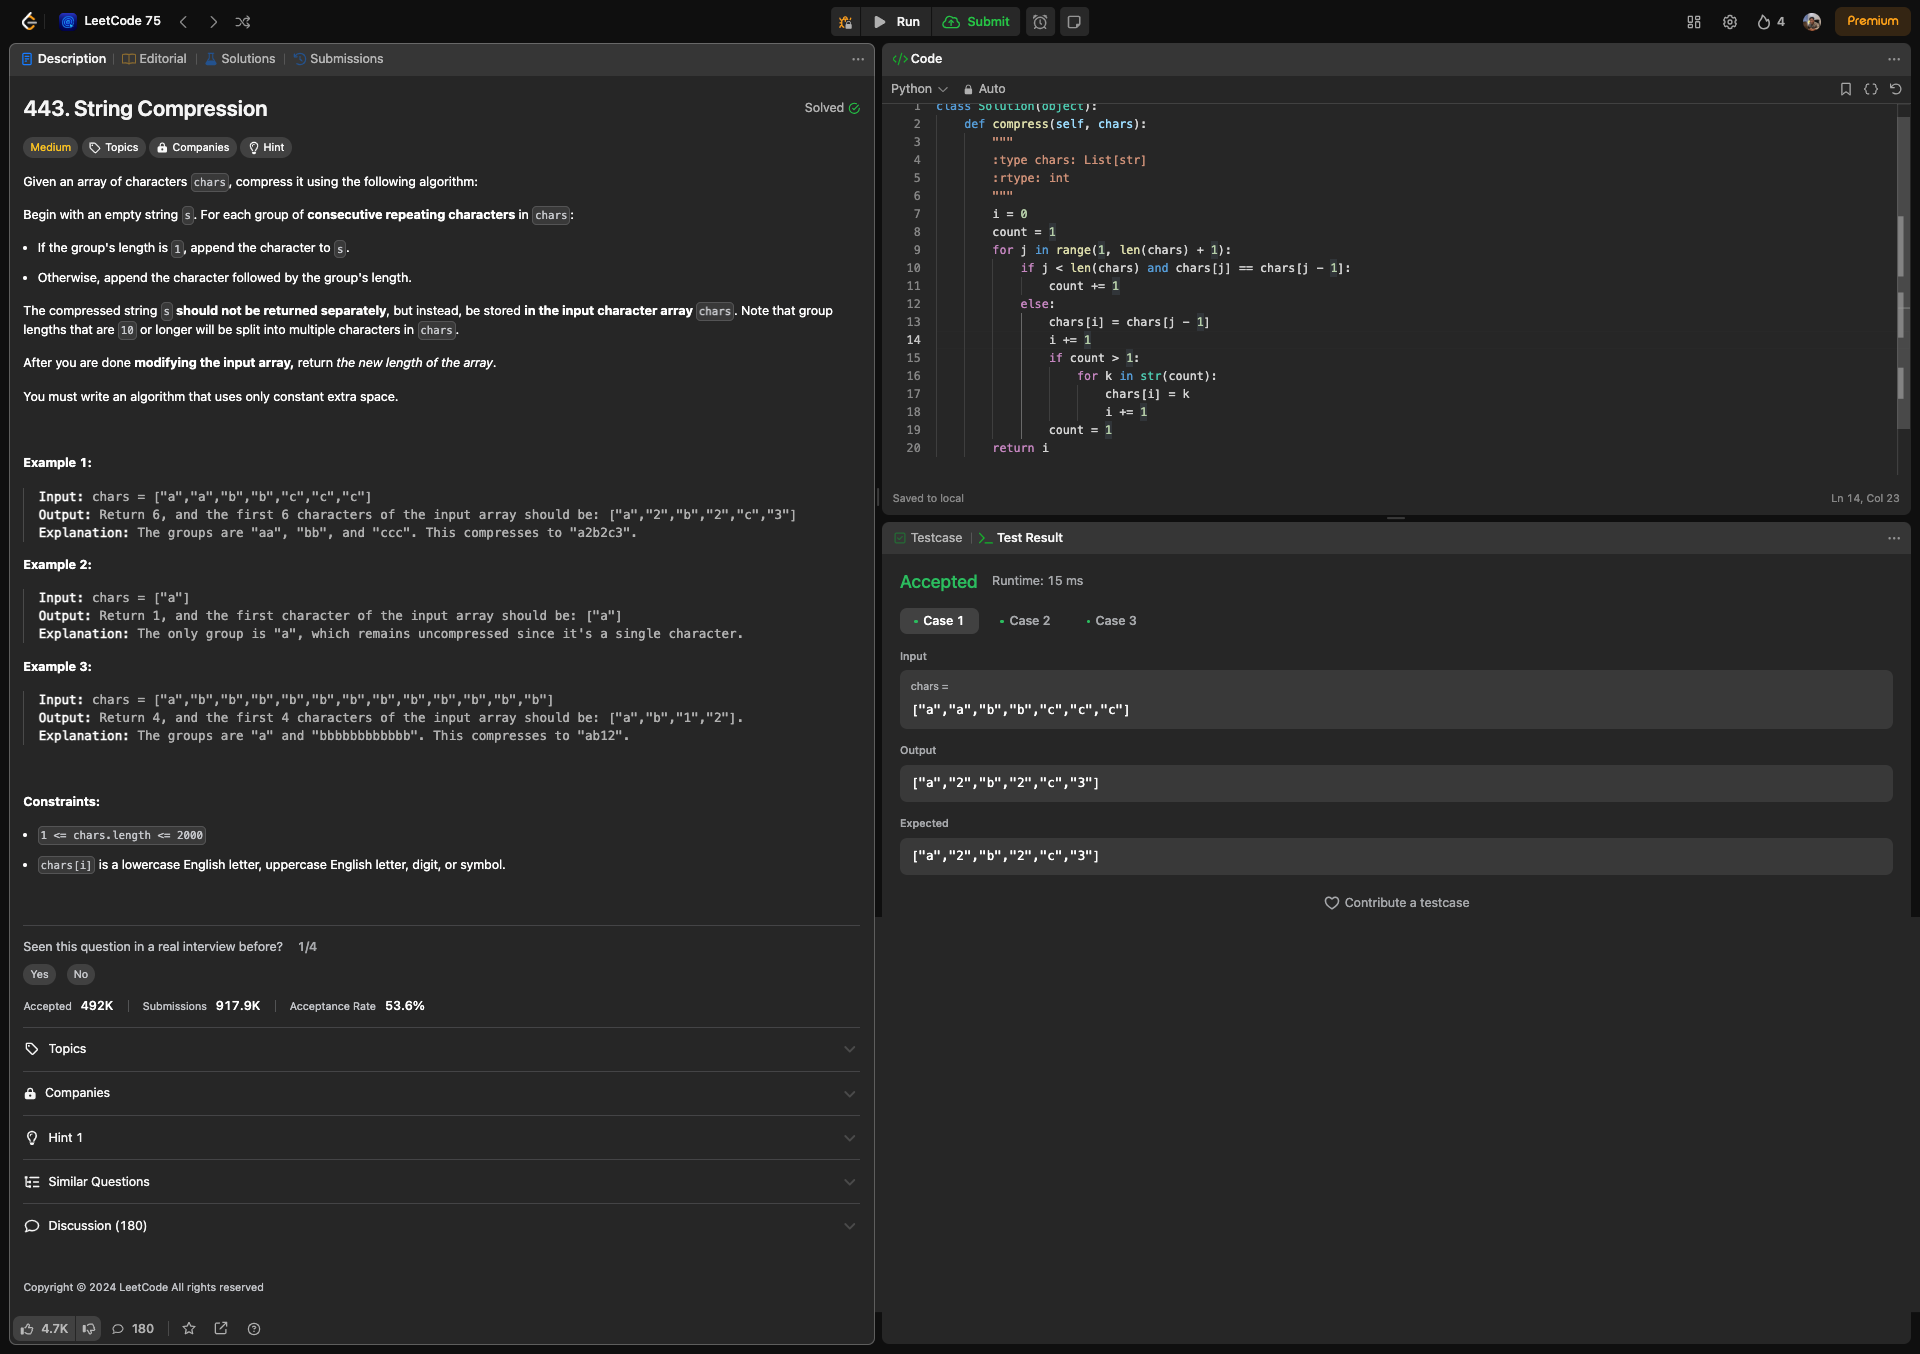 LeetCode 75
Run
Submit
4
Premium
Description
Editorial
Solutions
Submissions
443. String Compression
Solved
Medium
Topics
Companies
Hint
Given an array of characters chars, compress it using the following algorithm:
Begin with an empty string s. For each group of consecutive repeating characters in chars:
• If the group's length is 1, append the character to s.
• Otherwise, append the character followed by the group's length.
The compressed string s should not be returned separately, but instead, be stored in the input character array chars. Note that group
lengths that are 10 or longer will be split into multiple characters in chars.
After you are done modifying the input array, return the new length of the array.
You must write an algorithm that uses only constant extra space.
Example 1:
Input: chars = ["a","a","b","b","c","c","c"]
Output: Return 6, and the first 6 characters of the input array should be: ["a","2","b","2","c","3"]
Explanation: The groups are "aa", "bb", and "ccc". This compresses to "a2b2c3".
Example 2:
Input: chars = ["a"]
Output: Return 1, and the first character of the input array should be: ["a"]
Explanation: The only group is "a", which remains uncompressed since it's a single character.
Example 3:
Input: chars = ["a","b","b","b","b","b","b","b","b","b","b","b","b"]
Output: Return 4, and the first 4 characters of the input array should be: ["a","b","1","2"].
Explanation: The groups are "a" and "bbbbbbbbbbbb". This compresses to "ab12".
Constraints:
• 1 <= chars.length <= 2000
• chars[i] is a lowercase English letter, uppercase English letter, digit, or symbol.
Seen this question in a real interview before? 1/4
Yes No
Accepted 492K Submissions 917.9K Acceptance Rate 53.6%
Topics
Companies
Hint 1
Similar Questions
Discussion (180)
Copyright © 2024 LeetCode All rights reserved
4.7K
180
</> Code
Python
Auto
1 class Solution(object):
2 def compress(self, chars):
3 """
4 :type chars: List[str]
5 :rtype: int
6 """
7 i = 0
8 count = 1
9 for j in range(1, len(chars) + 1):
10 if j < len(chars) and chars[j] == chars[j - 1]:
11 count += 1
12 else:
13 chars[i] = chars[j - 1]
14 i += 1
15 if count > 1:
16 for k in str(count):
17 chars[i] = k
18 i += 1
19 count = 1
20 return i
Saved to local
Ln 14, Col 23
Testcase
Test Result
Accepted Runtime: 15 ms
• Case 1 • Case 2 • Case 3
Input
chars =
["a","a","b","b","c","c","c"]
Output
["a","2","b","2","c","3"]
Expected
["a","2","b","2","c","3"]
Contribute a testcase